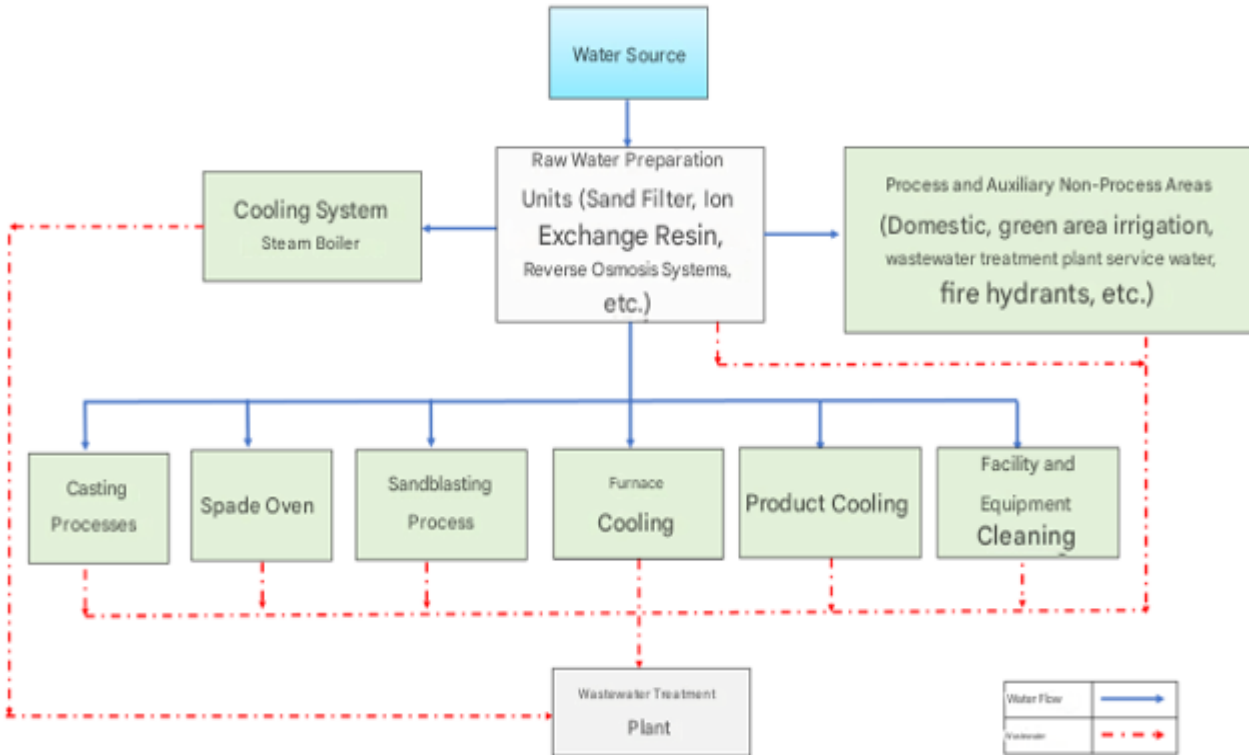 Water Source
Raw Water Preparation
Units (Sand Filter, Ion
Exchange Resin,
Reverse Osmosis Systems,
etc.)
Cooling System
Steam Boiler
Process and Auxiliary Non-Process Areas
(Domestic, green area irrigation,
wastewater treatment plant service water,
fire hydrants, etc.)
Casting
Processes
Spade Oven
Sandblasting
Process
Furnace
Cooling
Product Cooling
Facility and
Equipment
Cleaning
Wastewater Treatment
Plant
Water Flow
Wastewater